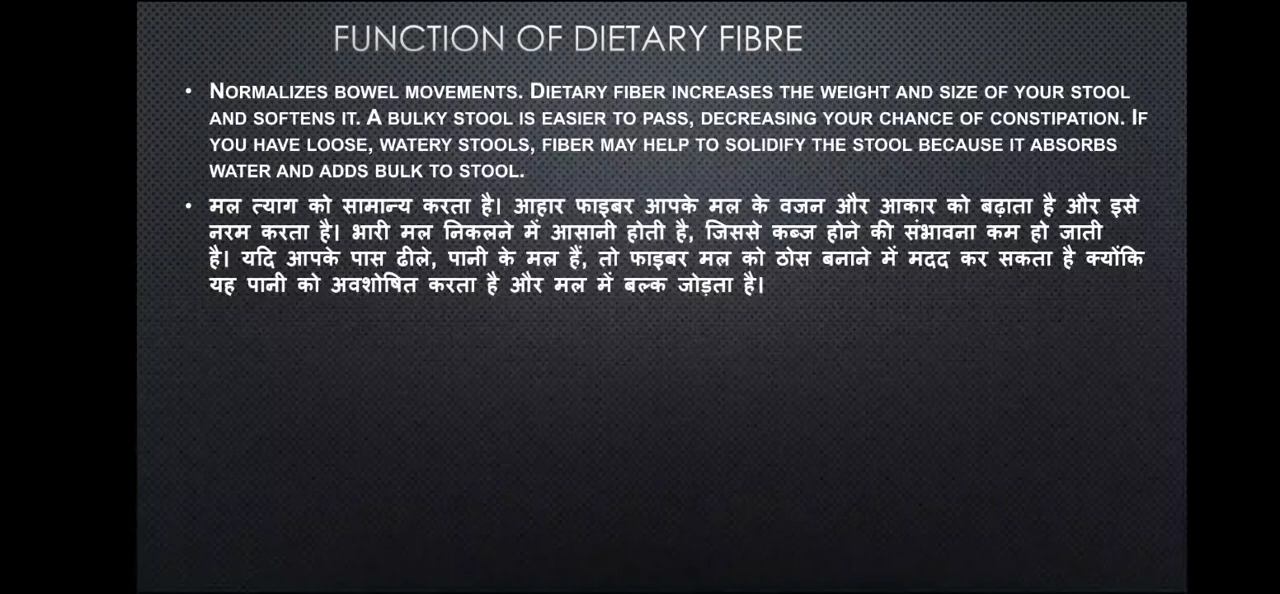 FUNCTION OF DIETARY FIBRE
• NORMALIZES BOWEL MOVEMENTS. DIETARY FIBER INCREASES THE WEIGHT AND SIZE OF YOUR STOOL
AND SOFTENS IT. A BULKY STOOL IS EASIER TO PASS, DECREASING YOUR CHANCE OF CONSTIPATION. IF
YOU HAVE LOOSE, WATERY STOOLS, FIBER MAY HELP TO SOLIDIFY THE STOOL BECAUSE IT ABSORBS
WATER AND ADDS BULK TO STOOL.
• मल त्याग को सामान्य करता है। आहार फाइबर आपके मल के वजन और आकार को बढ़ाता है और इसे
नरम करता है। भारी मल निकलने में आसानी होती है, जिससे कब्ज होने की संभावना कम हो जाती
है। यदि आपके पास ढीले, पानी के मल हैं, तो फाइबर मल को ठोस बनाने में मदद कर सकता है क्योंकि
यह पानी को अवशोषित करता है और मल में बल्क जोड़ता है।